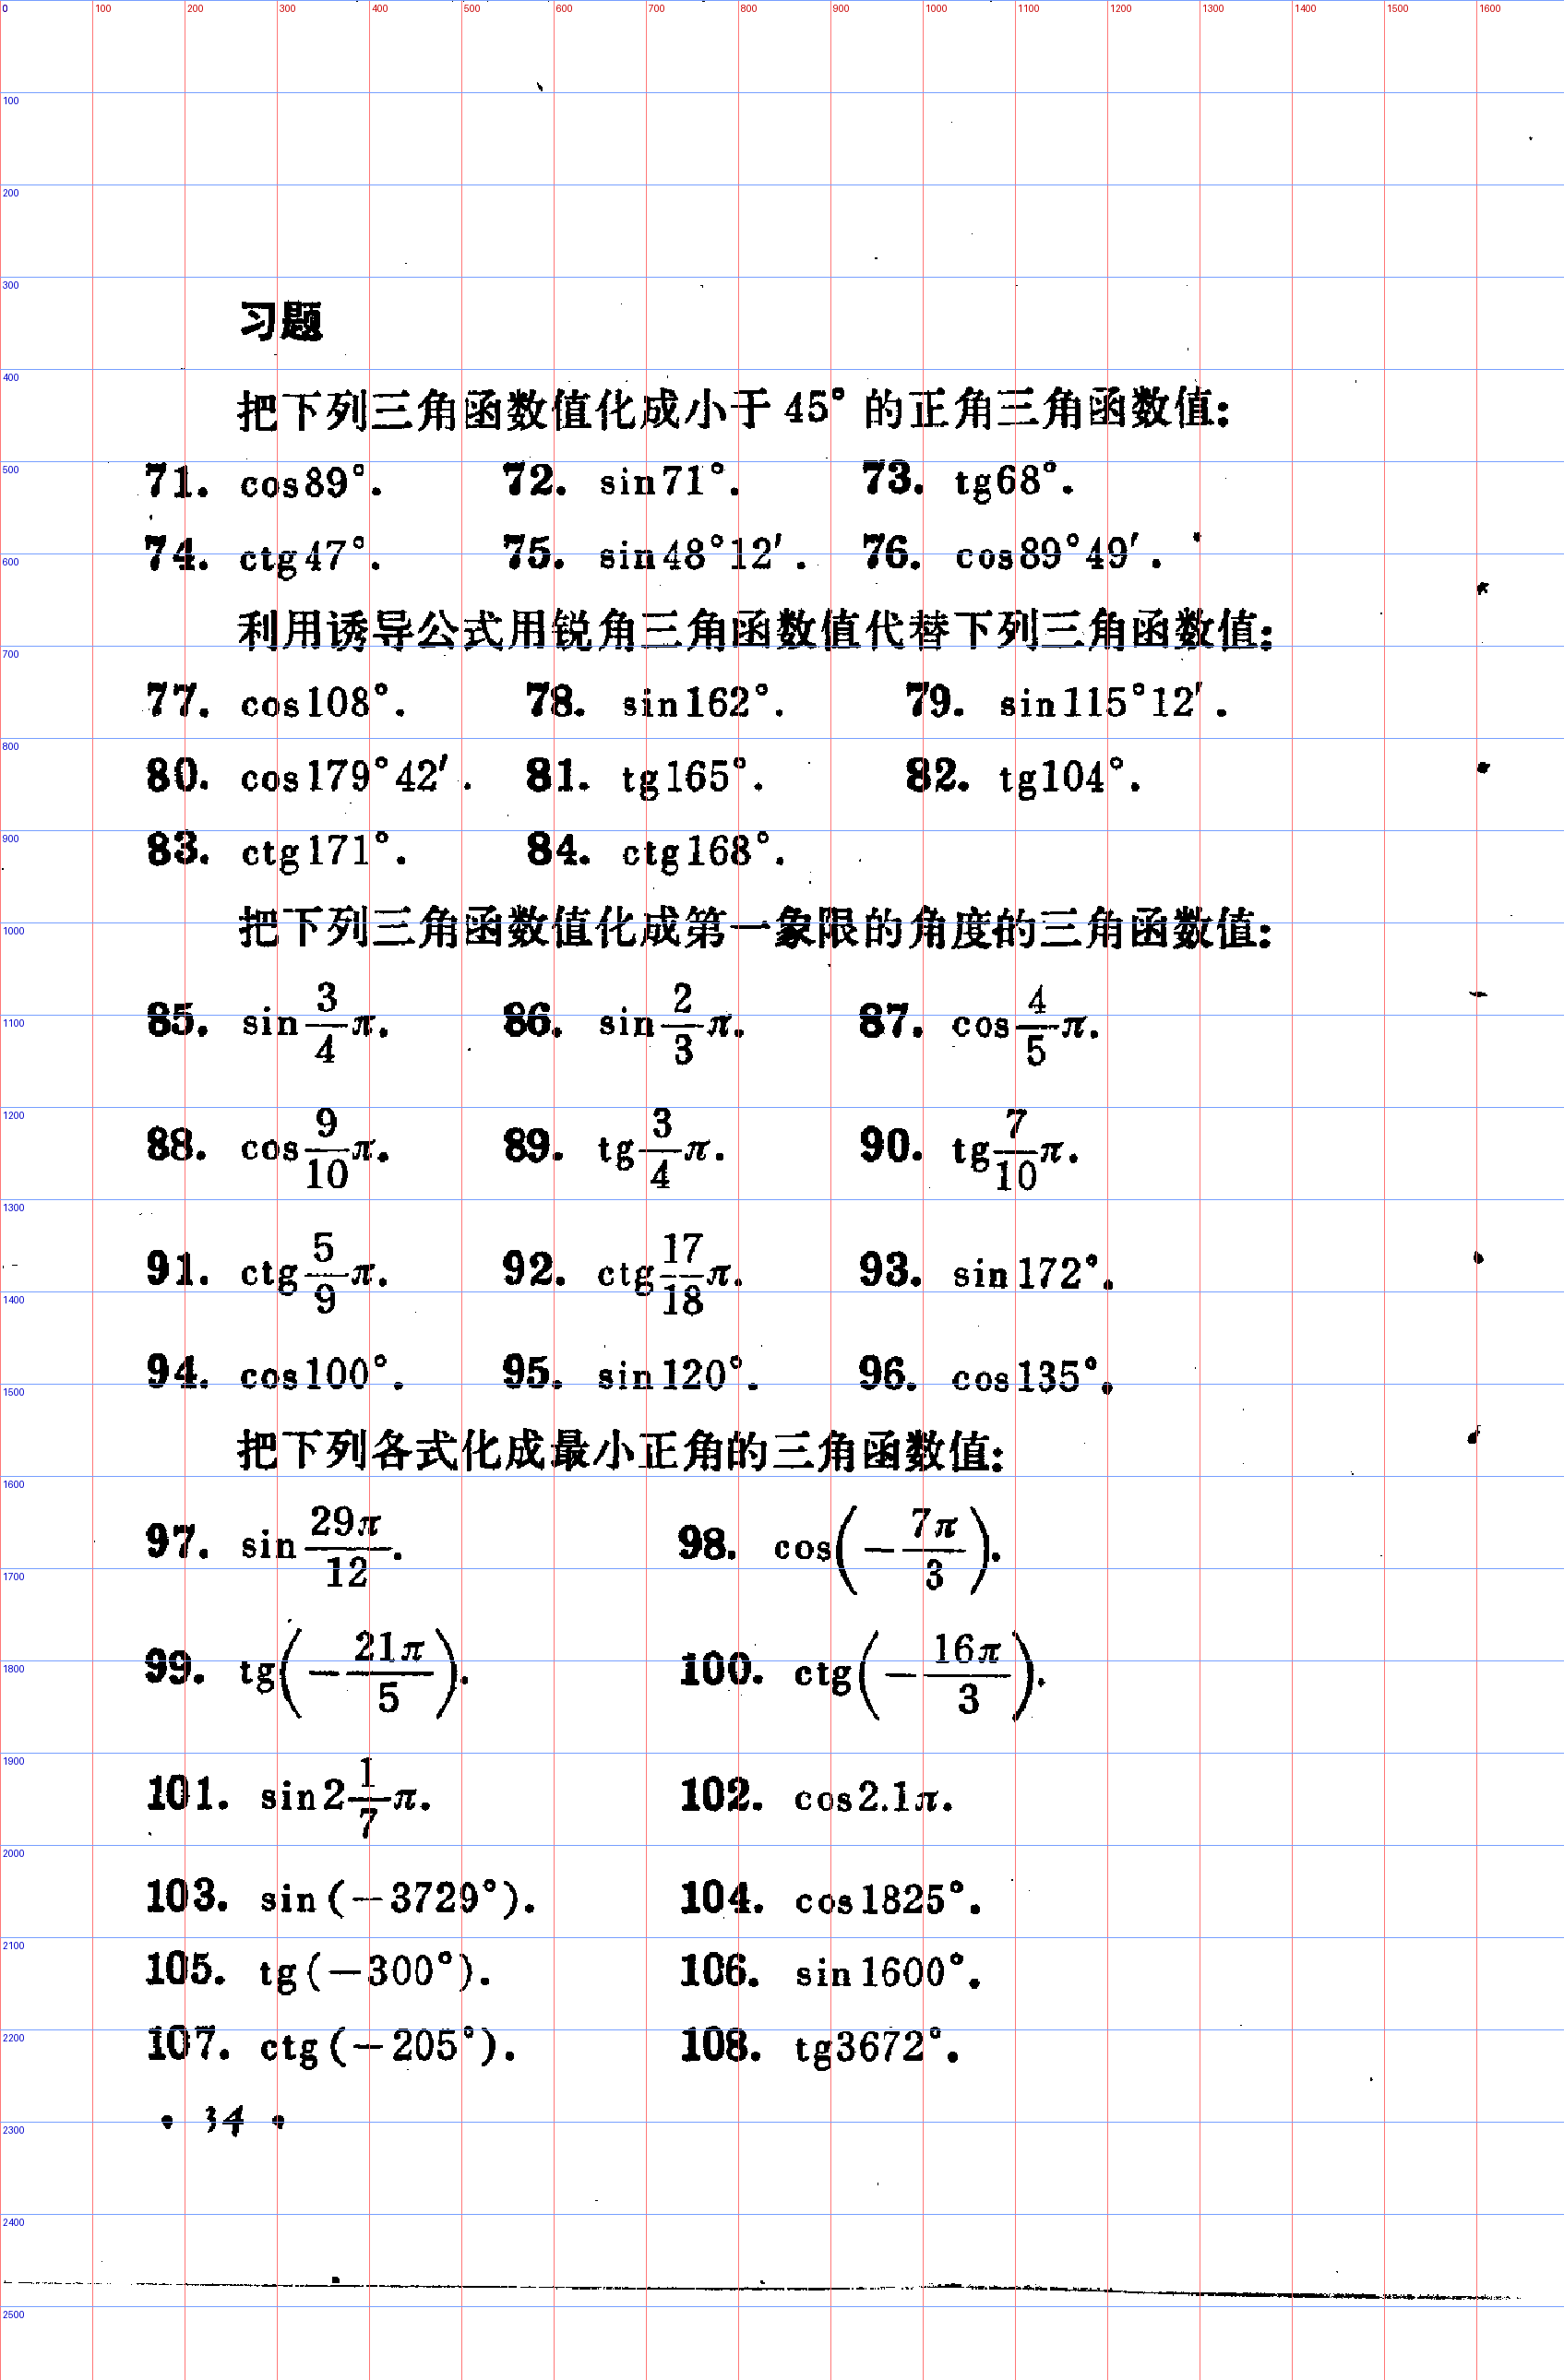 习题
把下列三角函数值化成小于 45° 的正角三角函数值:
71. cos89°. 72. sin71°. 73. tg68°.
74. ctg47°. 75. sin48°12′. 76. cos89°49′.
利用诱导公式用锐角三角函数值代替下列三角函数值:
77. cos108°. 78. sin162°. 79. sin115°12′.
80. cos179°42′. 81. tg165°. 82. tg104°.
83. ctg171°. 84. ctg168°.
把下列三角函数值化成第一象限的角度的三角函数值:
85. sin 3/4 π. 86. sin 2/3 π. 87. cos 4/5 π.
88. cos 9/10 π. 89. tg 3/4 π. 90. tg 7/10 π.
91. ctg 5/9 π. 92. ctg 17/18 π. 93. sin172°.
94. cos100°. 95. sin120°. 96. cos135°.
把下列各式化成最小正角的三角函数值:
97. sin 29π/12. 98. cos(−7π/3).
99. tg(−21π/5). 100. ctg(−16π/3).
101. sin2 1/7 π. 102. cos2.1π.
103. sin(−3729°). 104. cos1825°.
105. tg(−300°). 106. sin1600°.
107. ctg(−205°). 108. tg3672°.
• 34 •